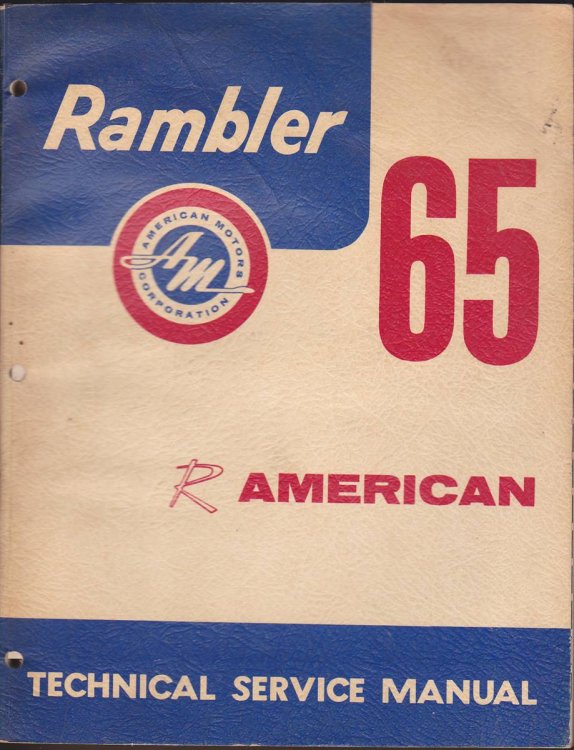 Rambler
65
AMERICAN MOTORS
AM
CORPORATION
R AMERICAN
TECHNICAL SERVICE MANUAL